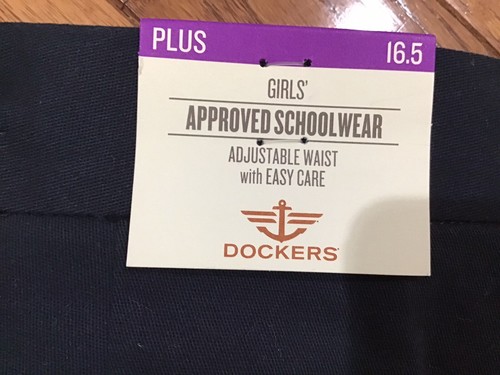 PLUS 16.5
GIRLS'
APPROVED SCHOOLWEAR
ADJUSTABLE WAIST
with EASY CARE
DOCKERS